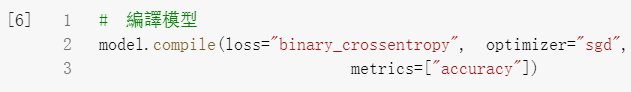 [6] 1 # 編譯模型
2 model.compile(loss="binary_crossentropy", optimizer="sgd",
3 metrics=["accuracy"])